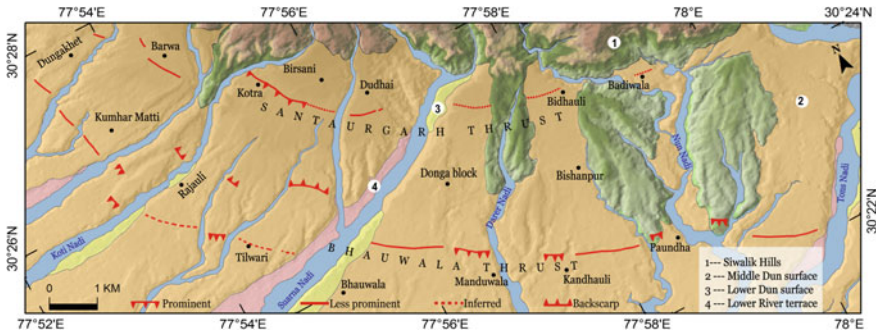 77°54'E 77°56'E 77°58'E 78°E 30°24'N
30°28'N
Dungakhet
Barwa
1
Birsani
Dudhai
Badiwala
Kotra
Bidhauli
2
3
Kumhar Matti
SANTAURGARH THRUST
Nun Nadi
Donga block
Bishanpur
4
Rajauli
Darer Nadi
Tons Nadi
30°22'N
Koti Nadi
30°26'N
Tilwari
BHAUWALA THRUST
Paundha
Suarna Nadi
Manduwala
Kandhauli
Bhauwala
1--- Siwalik Hills
2--- Middle Dun surface
3--- Lower Dun surface
4--- Lower River terrace
0 1 KM
Prominent Less prominent Inferred Backscarp
77°52'E 77°54'E 77°56'E 77°58'E 78°E